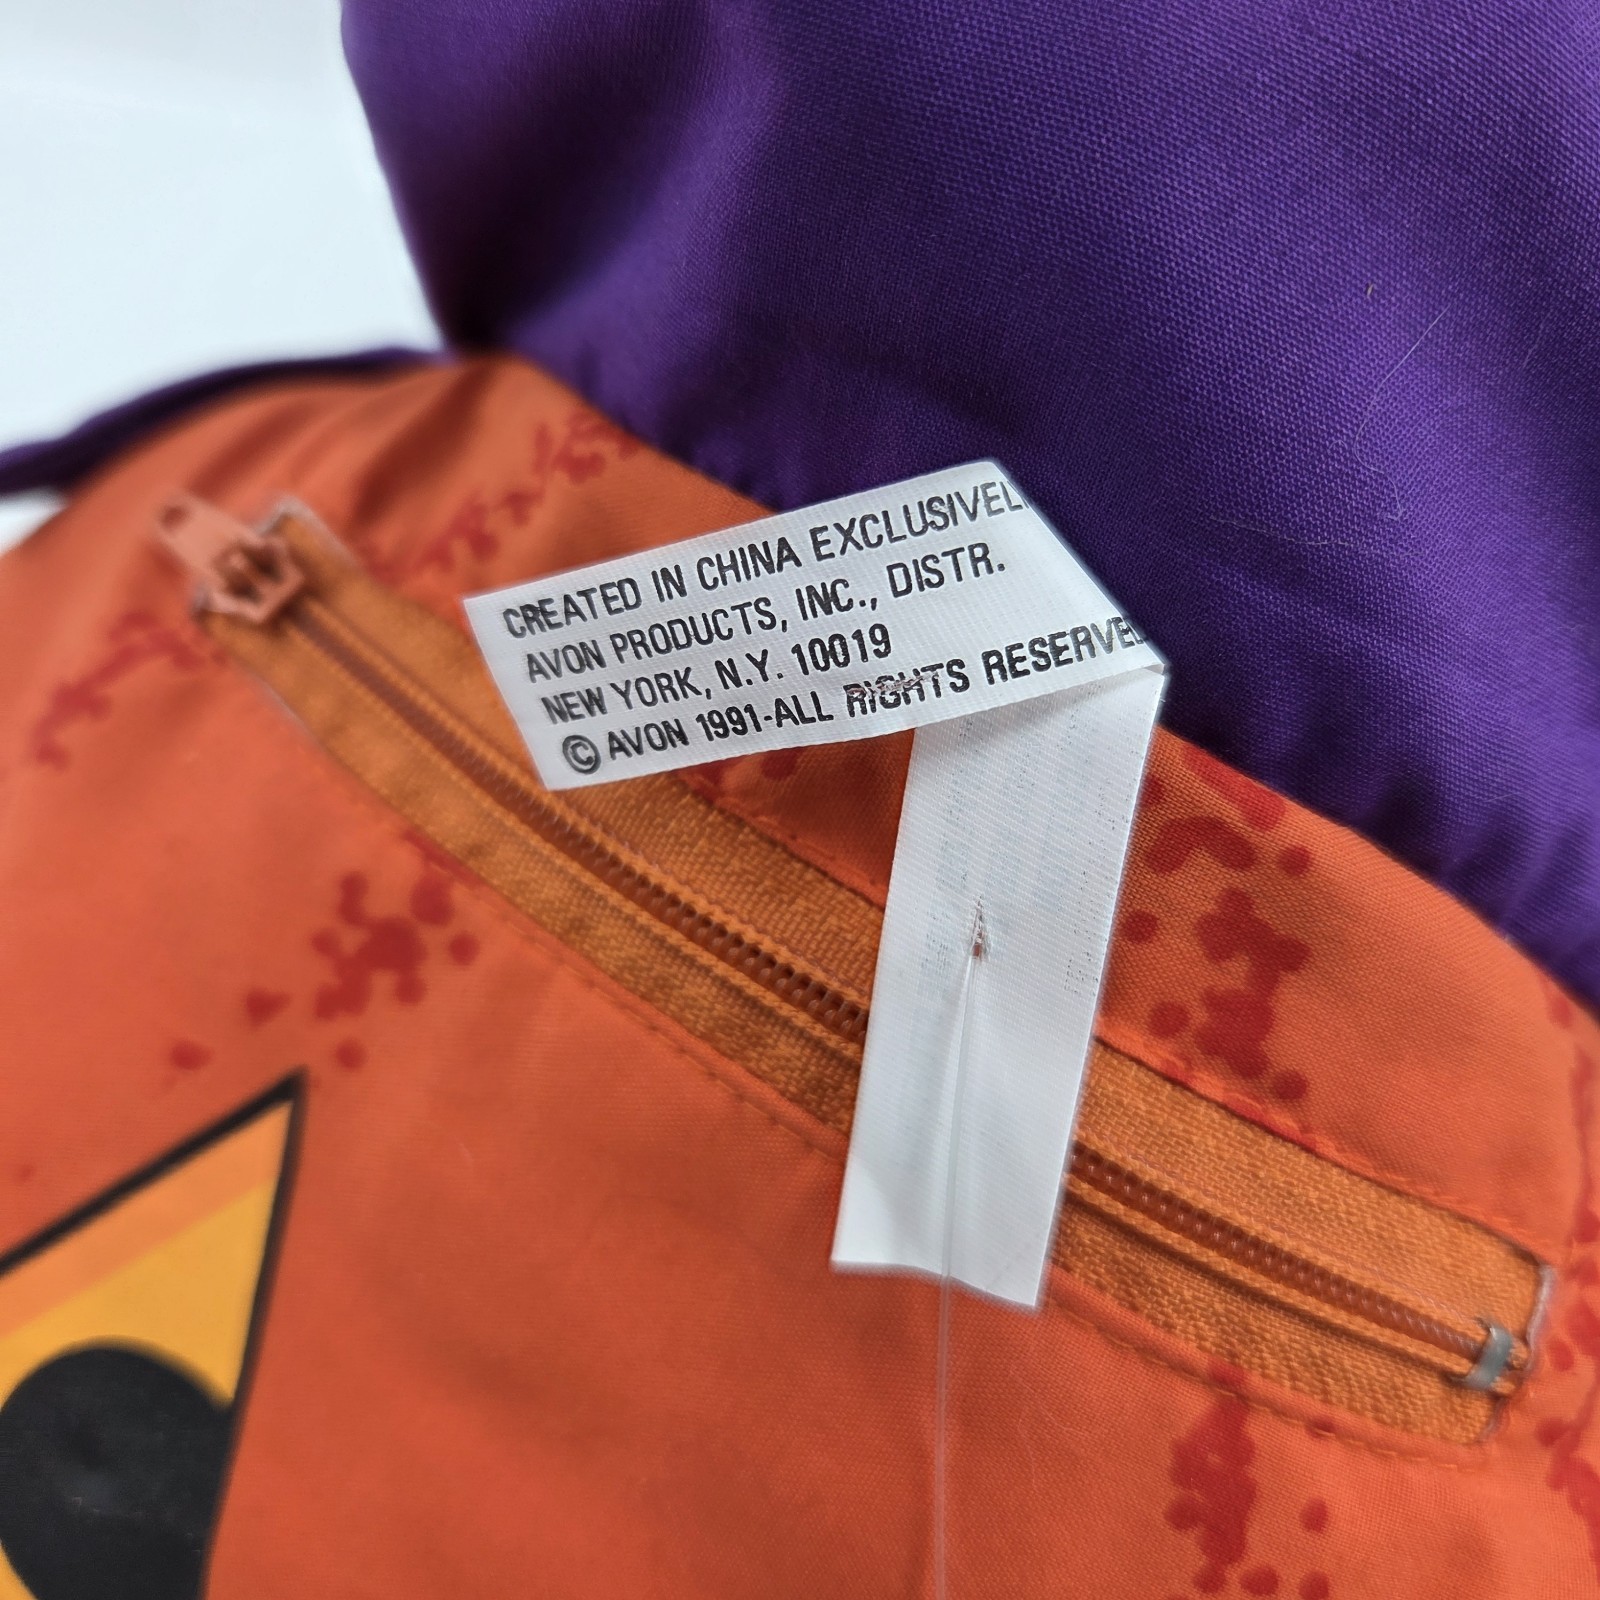 CREATED IN CHINA EXCLUSIVEL
AVON PRODUCTS, INC., DISTR.
NEW YORK, N.Y. 10019
© AVON 1991-ALL RIGHTS RESERVED